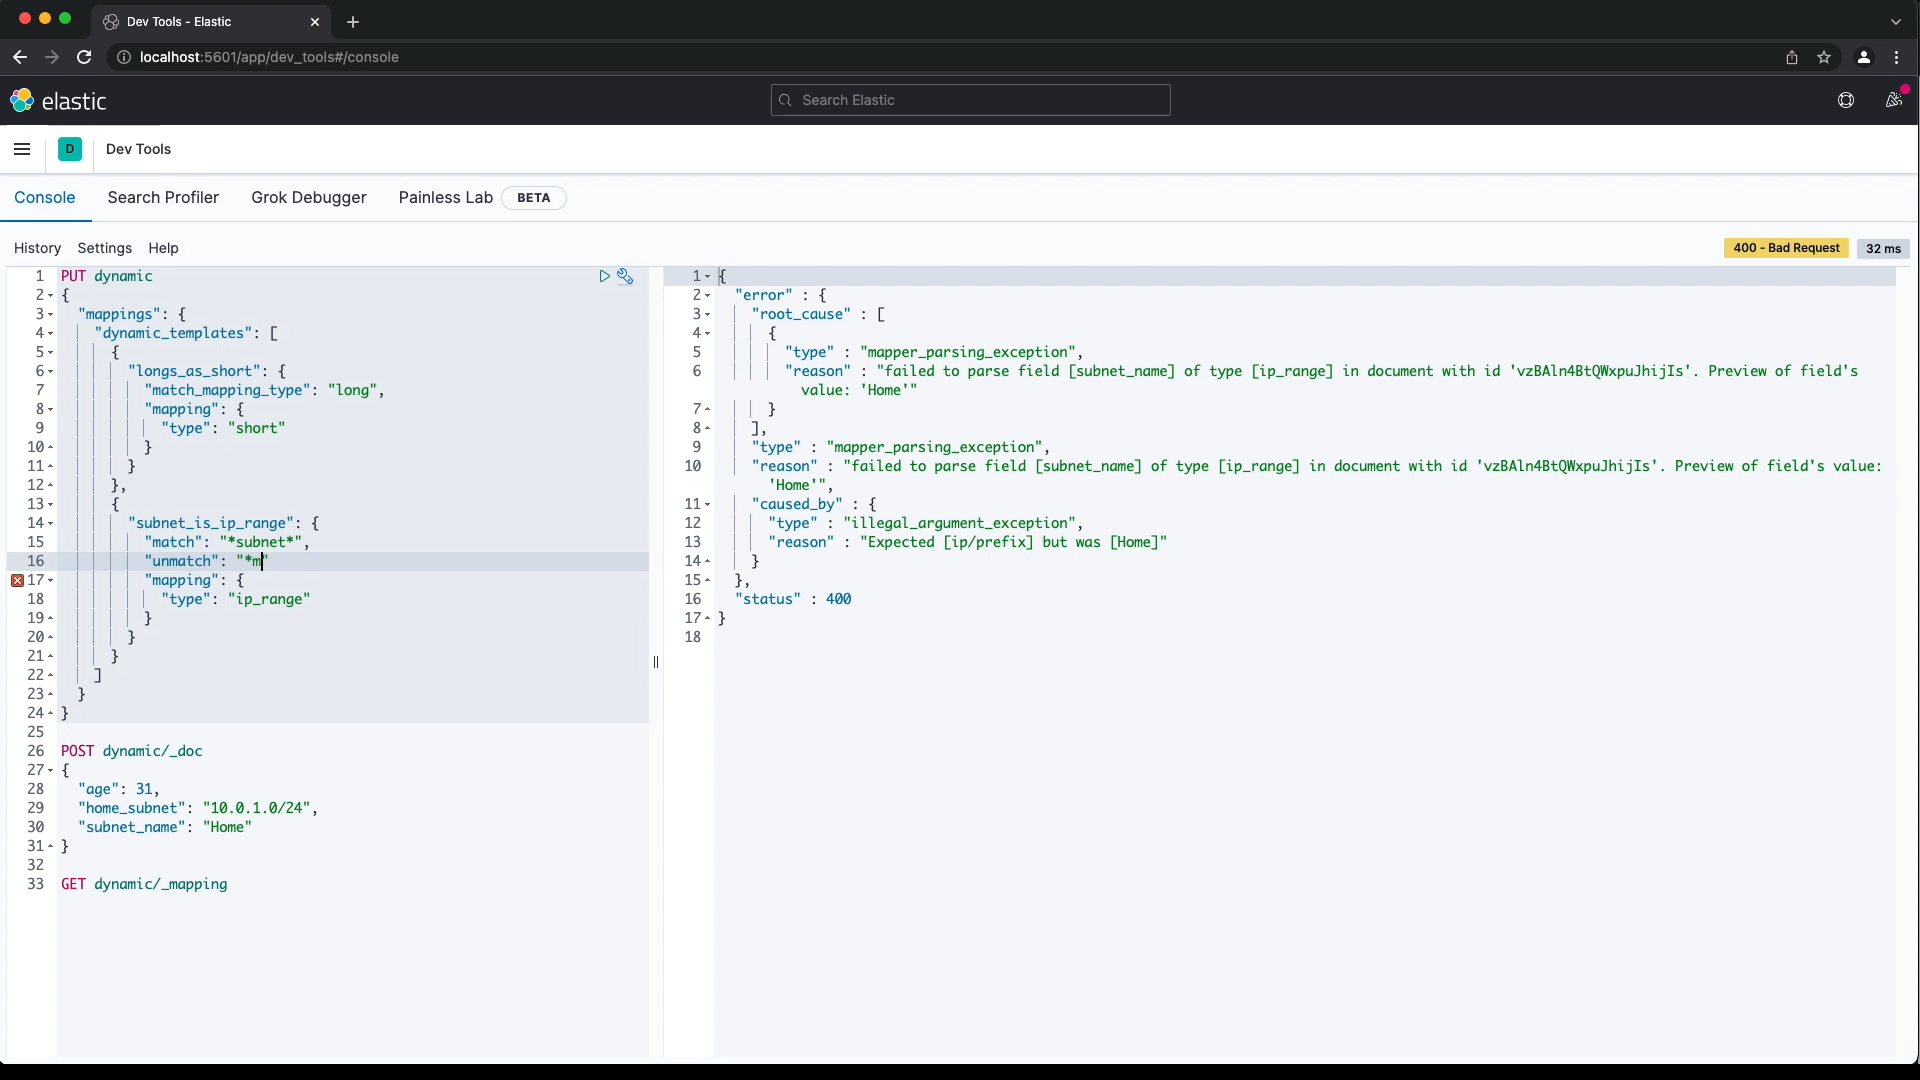 Dev Tools - Elastic
localhost:5601/app/dev_tools#/console
elastic
Search Elastic
D
Dev Tools
Console
Search Profiler
Grok Debugger
Painless Lab
BETA
History
Settings
Help
400 - Bad Request
32 ms
1 PUT dynamic
2 {
3 "mappings": {
4 "dynamic_templates": [
5 {
6 "longs_as_short": {
7 "match_mapping_type": "long",
8 "mapping": {
9 "type": "short"
10 }
11 }
12 },
13 {
14 "subnet_is_ip_range": {
15 "match": "*subnet*",
16 "unmatch": "*m"
17 "mapping": {
18 "type": "ip_range"
19 }
20 }
21 }
22 ]
23 }
24 }
25
26 POST dynamic/_doc
27 {
28 "age": 31,
29 "home_subnet": "10.0.1.0/24",
30 "subnet_name": "Home"
31 }
32
33 GET dynamic/_mapping
1 {
2 "error" : {
3 "root_cause" : [
4 {
5 "type" : "mapper_parsing_exception",
6 "reason" : "failed to parse field [subnet_name] of type [ip_range] in document with id 'vzBAln4BtQWxpuJhijIs'. Preview of field's
value: 'Home'"
7 }
8 ],
9 "type" : "mapper_parsing_exception",
10 "reason" : "failed to parse field [subnet_name] of type [ip_range] in document with id 'vzBAln4BtQWxpuJhijIs'. Preview of field's value:
'Home'",
11 "caused_by" : {
12 "type" : "illegal_argument_exception",
13 "reason" : "Expected [ip/prefix] but was [Home]"
14 }
15 },
16 "status" : 400
17 }
18